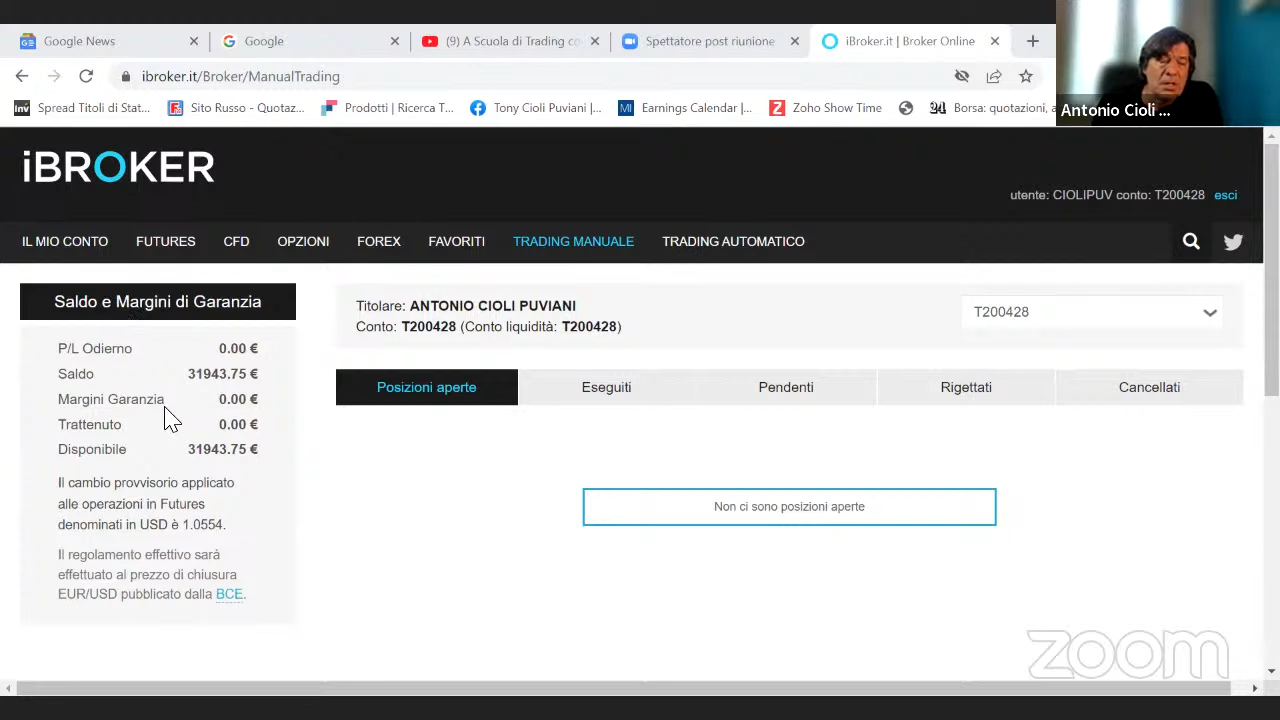 Google News
Google
(9) A Scuola di Trading co
Spettatore post riunione
iBroker.it | Broker Online
ibroker.it/Broker/ManualTrading
Spread Titoli di Stat...
Sito Russo - Quotaz...
Prodotti | Ricerca T...
Tony Cioli Puviani |...
Earnings Calendar |...
Zoho Show Time
Borsa: quotazioni, a
Antonio Cioli ...
iBROKER
utente: CIOLIPUV conto: T200428 esci
IL MIO CONTO
FUTURES
CFD
OPZIONI
FOREX
FAVORITI
TRADING MANUALE
TRADING AUTOMATICO
Saldo e Margini di Garanzia
P/L Odierno 0.00 €
Saldo 31943.75 €
Margini Garanzia 0.00 €
Trattenuto 0.00 €
Disponibile 31943.75 €
Il cambio provvisorio applicato
alle operazioni in Futures
denominati in USD è 1.0554.
Il regolamento effettivo sarà
effettuato al prezzo di chiusura
EUR/USD pubblicato dalla BCE.
Titolare: ANTONIO CIOLI PUVIANI
Conto: T200428 (Conto liquidità: T200428)
T200428
Posizioni aperte
Eseguiti
Pendenti
Rigettati
Cancellati
Non ci sono posizioni aperte
zoom